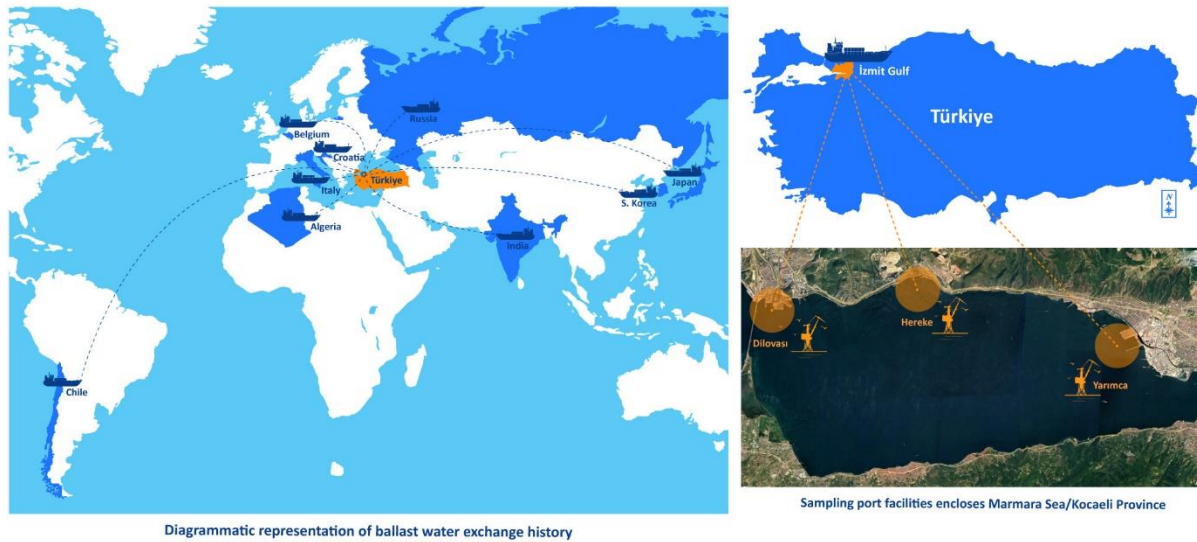 Russia
Belgium
Croatia
Italy
Türkiye
Algeria
Japan
S. Korea
India
Chile
Diagrammatic representation of ballast water exchange history
İzmit Gulf
Türkiye
N
Dilovası
Hereke
Yarımca
Sampling port facilities encloses Marmara Sea/Kocaeli Province